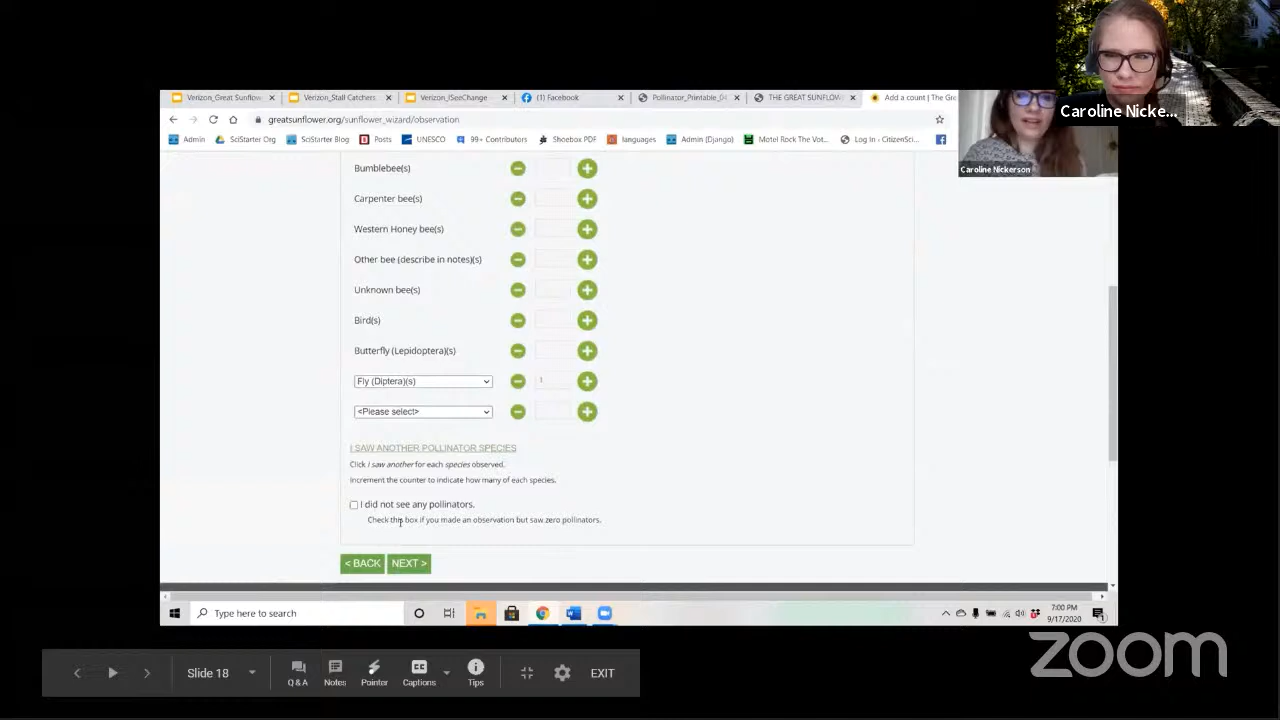 Caroline Nicke...
Verizon_Great Sunflow
Verizon_Stall Catchers
Verizon_ISeeChange
(1) Facebook
Pollinator_Printable_04
THE GREAT SUNFLOW
Add a count | The Gre
greatsunflower.org/sunflower_wizard/observation
Admin
SciStarter Org
SciStarter Blog
Posts
UNESCO
99+ Contributors
Shoebox PDF
languages
Admin (Django)
Motel Rock The Vot...
Log In ‹ CitizenSci...
Caroline Nickerson
Bumblebee(s)
Carpenter bee(s)
Western Honey bee(s)
Other bee (describe in notes)(s)
Unknown bee(s)
Bird(s)
Butterfly (Lepidoptera)(s)
Fly (Diptera)(s) 1
<Please select>
I SAW ANOTHER POLLINATOR SPECIES
Click I saw another for each species observed.
Increment the counter to indicate how many of each species.
I did not see any pollinators.
Check this box if you made an observation but saw zero pollinators.
< BACK NEXT >
Type here to search
7:00 PM
9/17/2020
Slide 18
Q & A
Notes
Pointer
Captions
Tips
EXIT
zoom